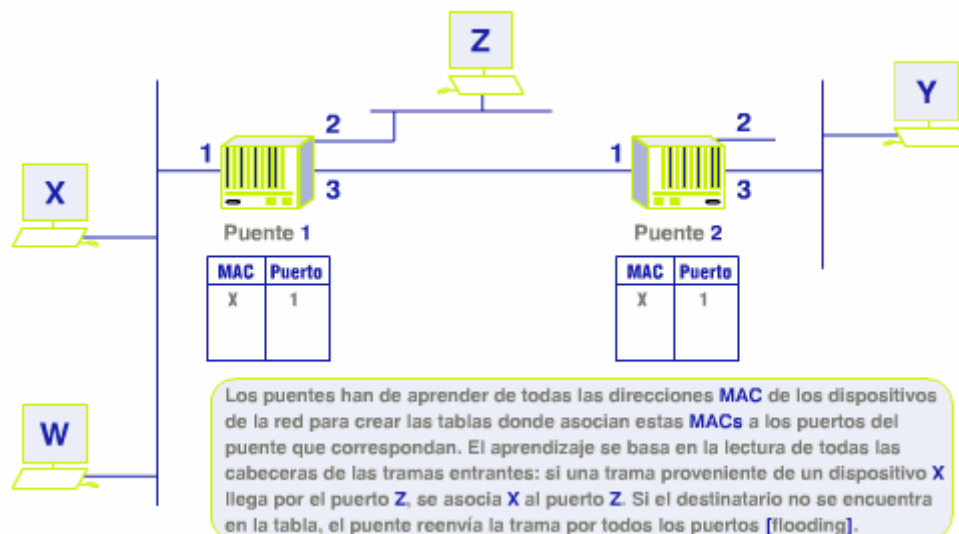 Z
Y
2
2
1
1
X
3
3
Puente 1
Puente 2
MAC Puerto
X 1
MAC Puerto
X 1
W
Los puentes han de aprender de todas las direcciones MAC de los dispositivos
de la red para crear las tablas donde asocian estas MACs a los puertos del
puente que correspondan. El aprendizaje se basa en la lectura de todas las
cabeceras de las tramas entrantes: si una trama proveniente de un dispositivo X
llega por el puerto Z, se asocia X al puerto Z. Si el destinatario no se encuentra
en la tabla, el puente reenvía la trama por todos los puertos [flooding].